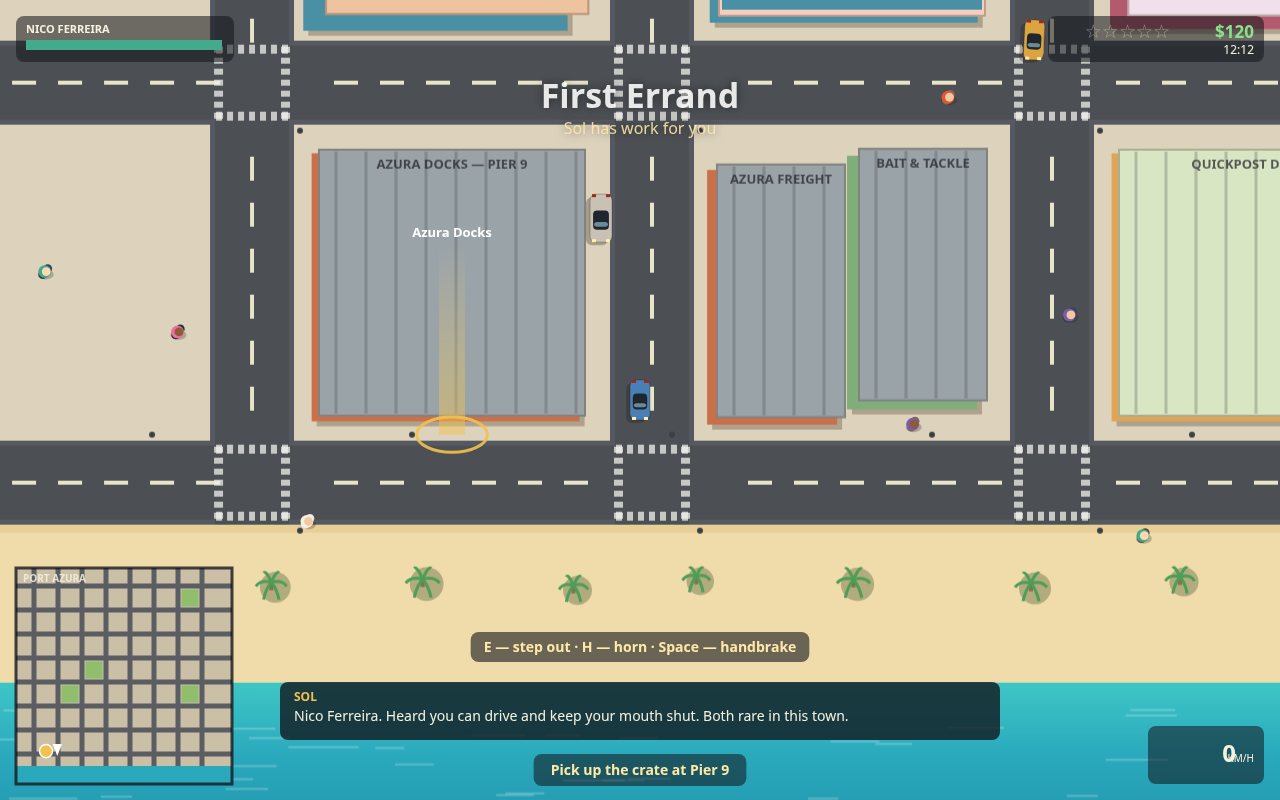 NICO FERREIRA
☆☆☆☆☆ $120
12:12
First Errand
Sol has work for you
AZURA DOCKS — PIER 9
AZURA FREIGHT
BAIT & TACKLE
QUICKPOST D
Azura Docks
PORT AZURA
E — step out · H — horn · Space — handbrake
SOL
Nico Ferreira. Heard you can drive and keep your mouth shut. Both rare in this town.
Pick up the crate at Pier 9
0
KM/H